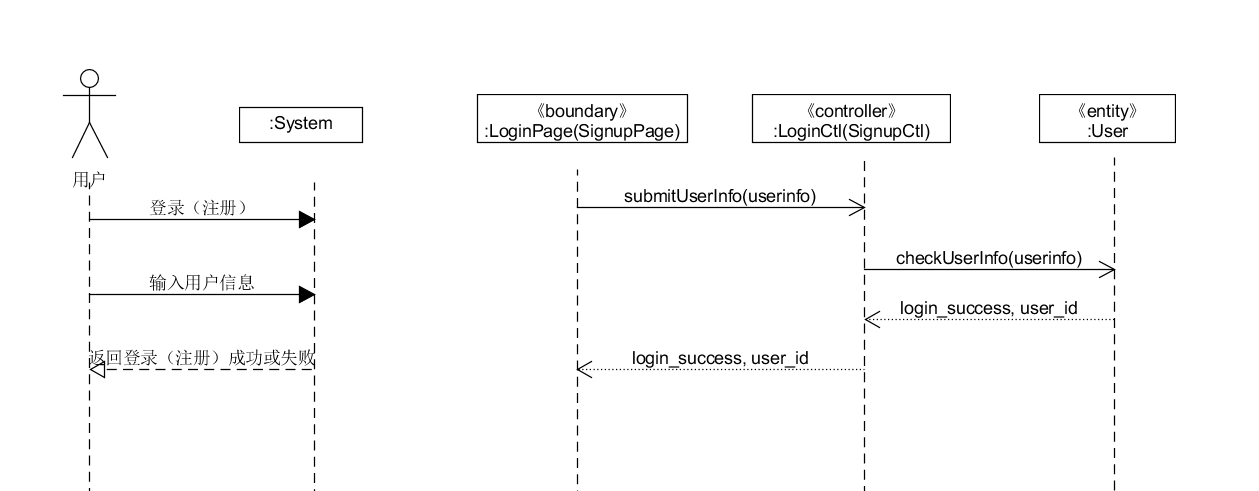 用户
:System
《boundary》
:LoginPage(SignupPage)
《controller》
:LoginCtl(SignupCtl)
《entity》
:User
登录（注册）
输入用户信息
返回登录（注册）成功或失败
submitUserInfo(userinfo)
checkUserInfo(userinfo)
login_success, user_id
login_success, user_id